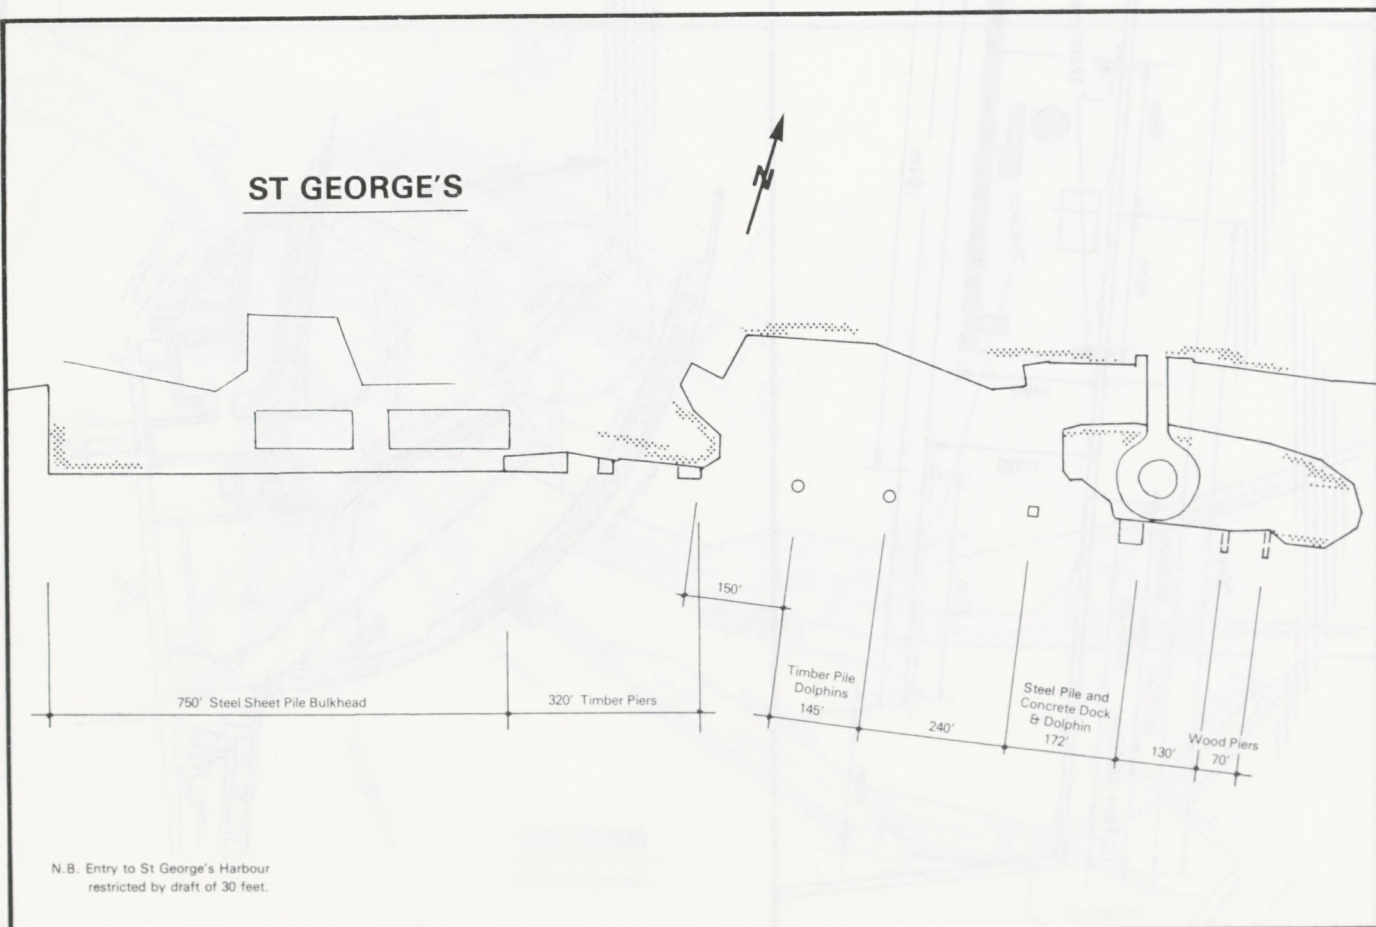 ST GEORGE'S
N
150'
750' Steel Sheet Pile Bulkhead
320' Timber Piers
Timber Pile
Dolphins
145'
240'
Steel Pile and
Concrete Dock
& Dolphin
172'
130'
Wood Piers
70'
N.B. Entry to St George's Harbour
restricted by draft of 30 feet.